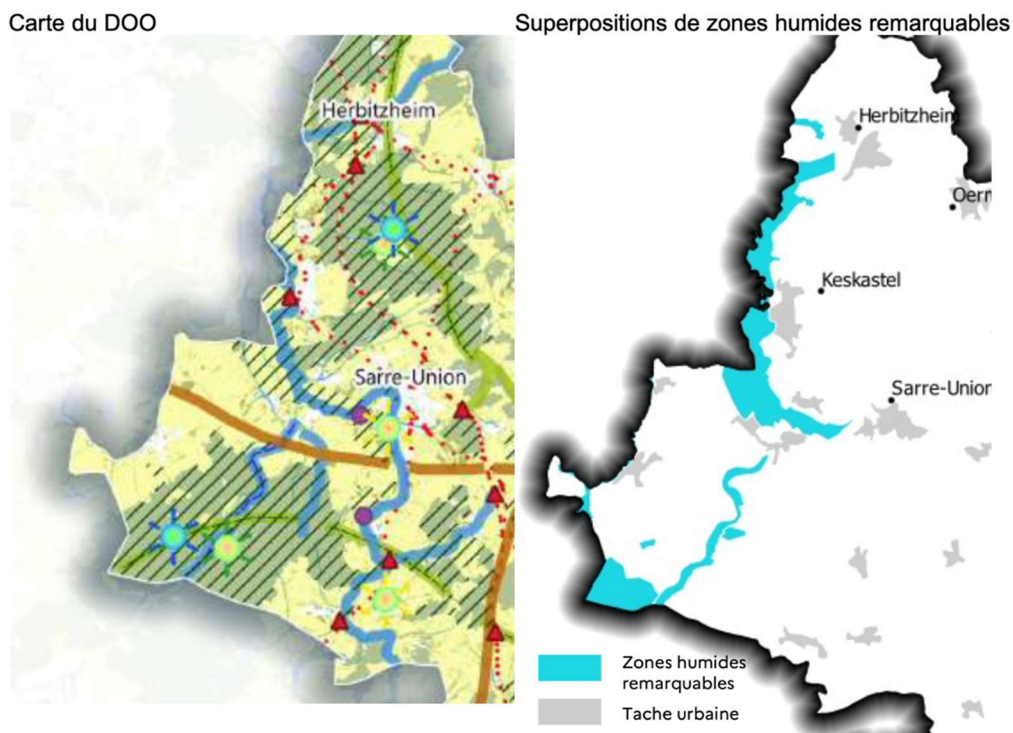 Carte du DOO
Superpositions de zones humides remarquables
Herbitzheim
Sarre-Union
Herbitzheim
Oerr
Keskastel
Sarre-Union
Zones humides
remarquables
Tache urbaine